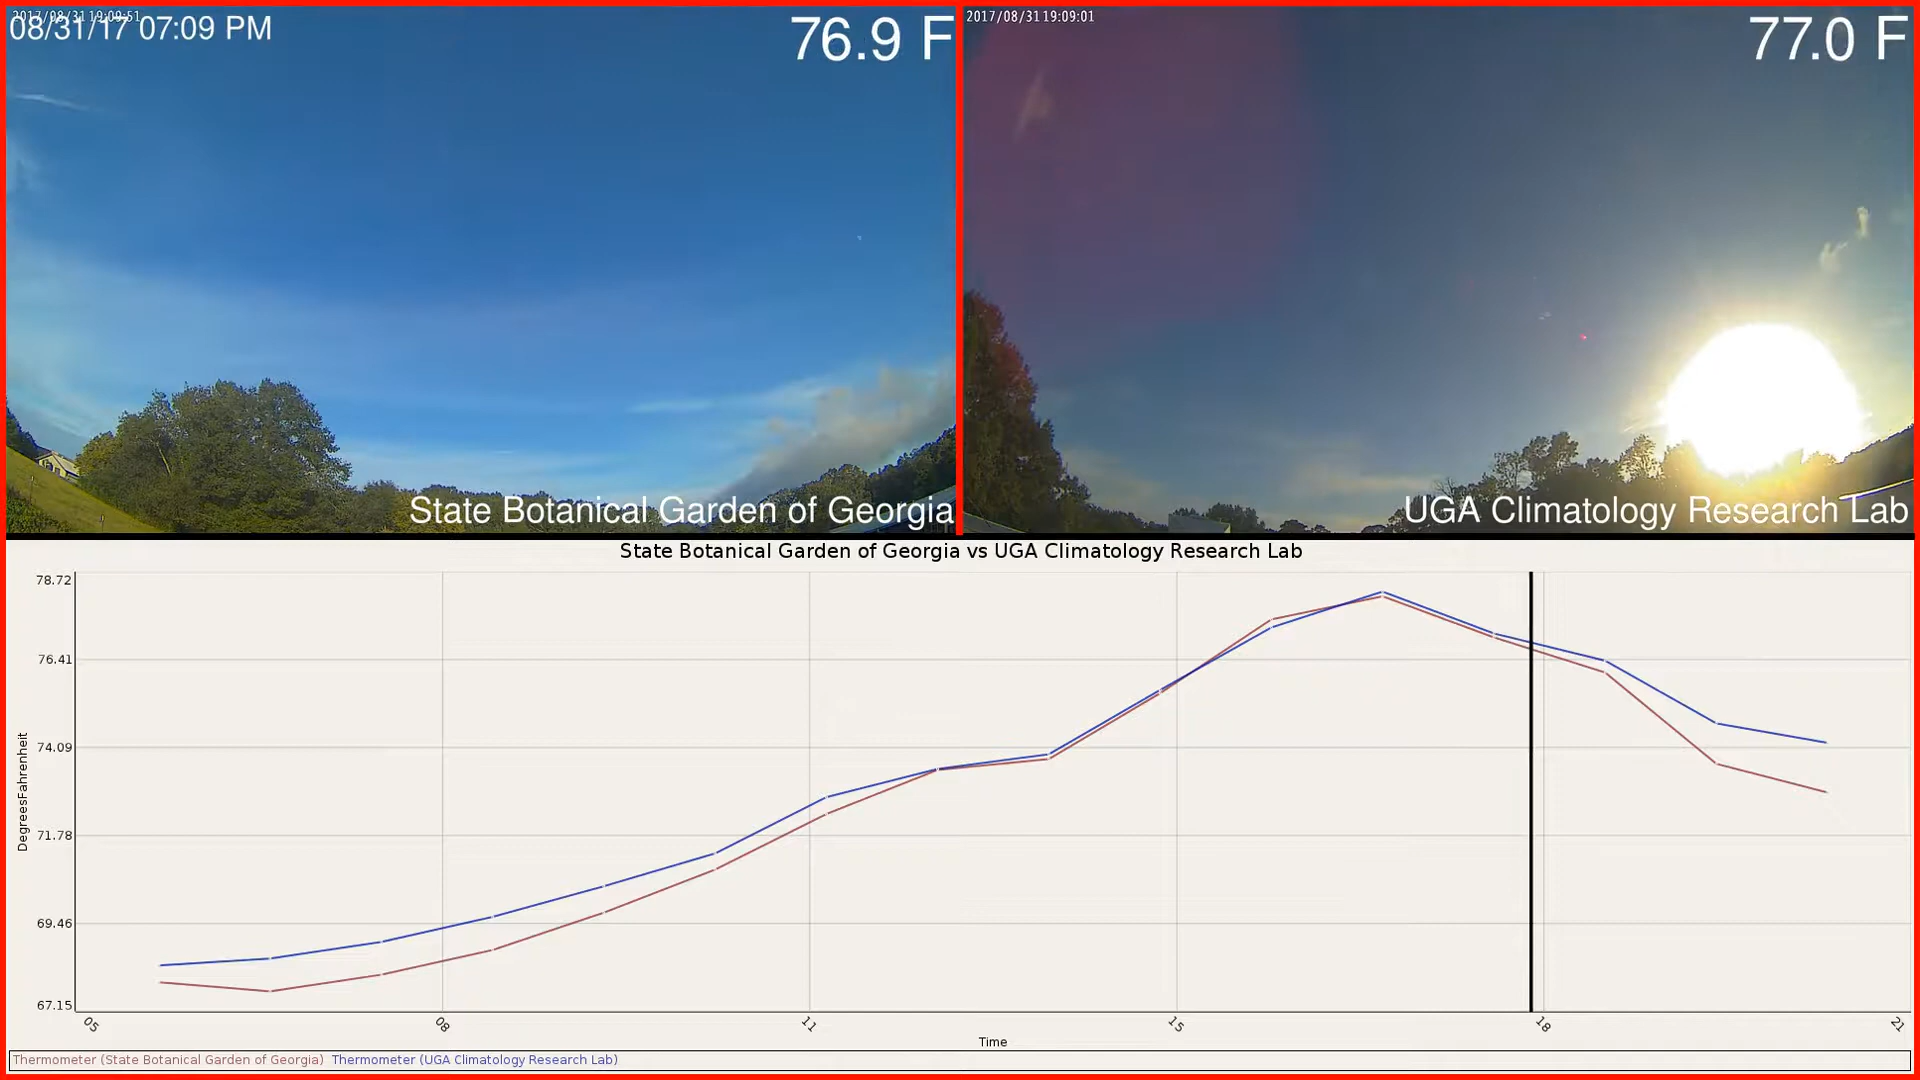 2017/08/31 19:09:51
08/31/17 07:09 PM
76.9 F
State Botanical Garden of Georgia
2017/08/31 19:09:01
77.0 F
UGA Climatology Research Lab
State Botanical Garden of Georgia vs UGA Climatology Research Lab
DegreesFahrenheit
78.72
76.41
74.09
71.78
69.46
67.15
05
08
11
15
18
21
Time
Thermometer (State Botanical Garden of Georgia) Thermometer (UGA Climatology Research Lab)